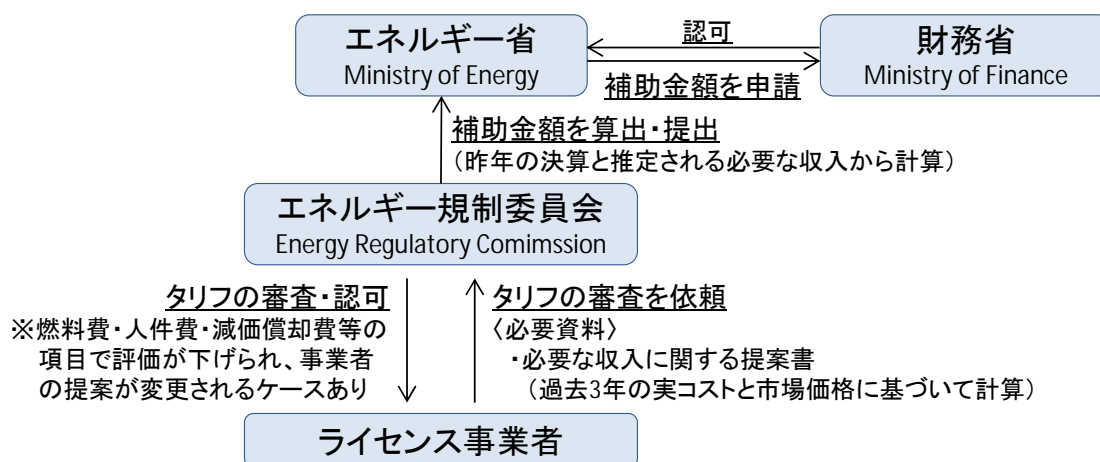 エネルギー省
Ministry of Energy
認可
財務省
Ministry of Finance
補助金額を申請
補助金額を算出・提出
（昨年の決算と推定される必要な収入から計算）
エネルギー規制委員会
Energy Regulatory Comimssion
タリフの審査・認可
※燃料費・人件費・減価償却費等の
項目で評価が下げられ、事業者
の提案が変更されるケースあり
タリフの審査を依頼
〈必要資料〉
・必要な収入に関する提案書
（過去3年の実コストと市場価格に基づいて計算）
ライセンス事業者